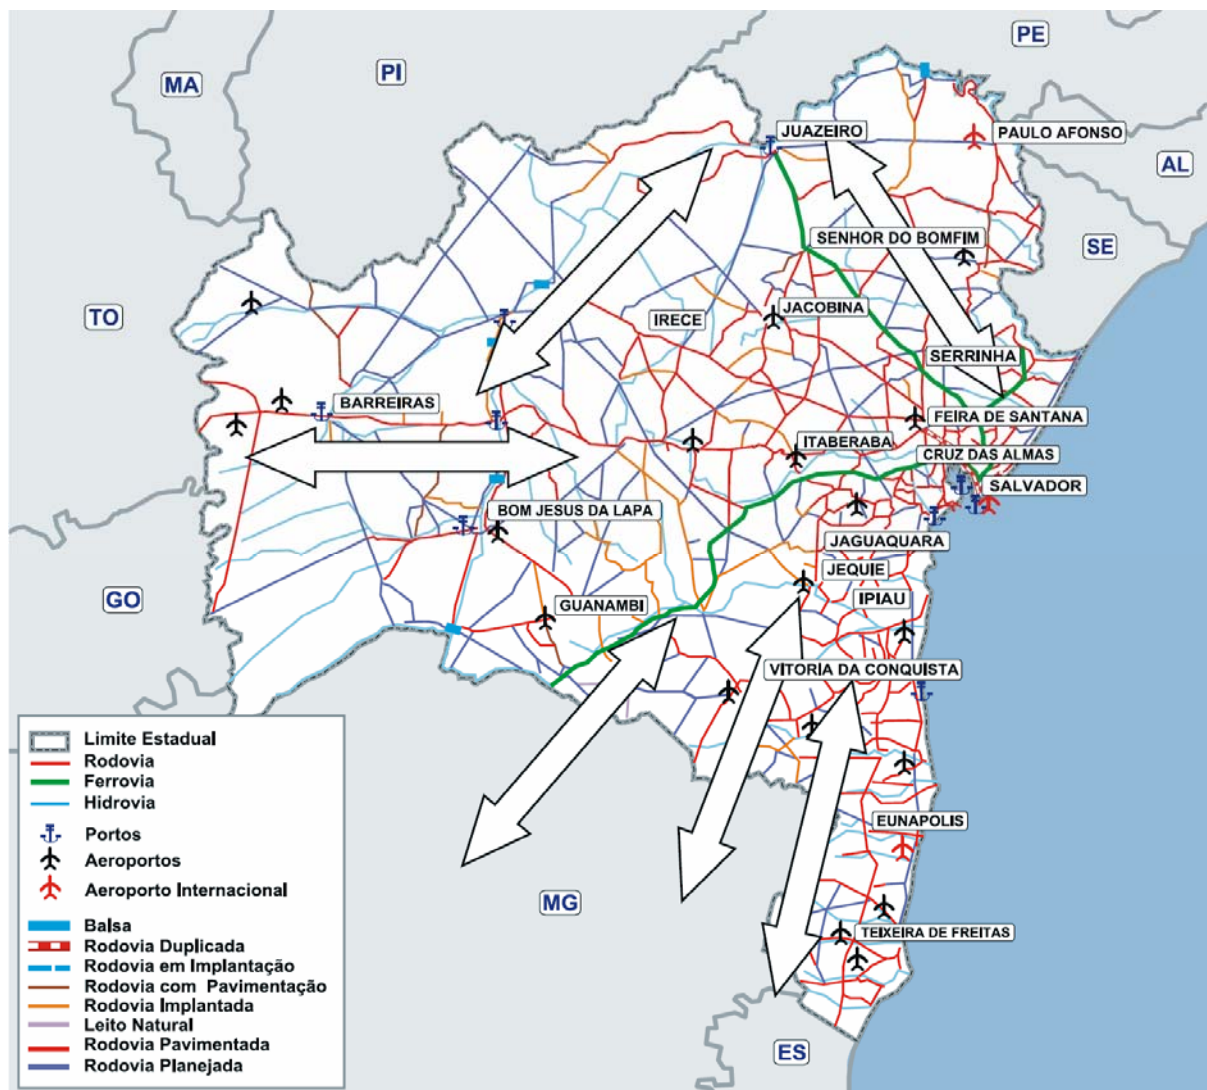 PE
PI
MA
JUAZEIRO
PAULO AFONSO
AL
SENHOR DO BOMFIM
SE
TO
IRECE
JACOBINA
SERRINHA
BARREIRAS
FEIRA DE SANTANA
ITABERABA
CRUZ DAS ALMAS
SALVADOR
BOM JESUS DA LAPA
JAGUAQUARA
JEQUIE
GO
GUANAMBI
IPIAU
VITORIA DA CONQUISTA
EUNAPOLIS
MG
TEIXEIRA DE FREITAS
ES
Limite Estadual
Rodovia
Ferrovia
Hidrovia
Portos
Aeroportos
Aeroporto Internacional
Balsa
Rodovia Duplicada
Rodovia em Implantação
Rodovia com Pavimentação
Rodovia Implantada
Leito Natural
Rodovia Pavimentada
Rodovia Planejada